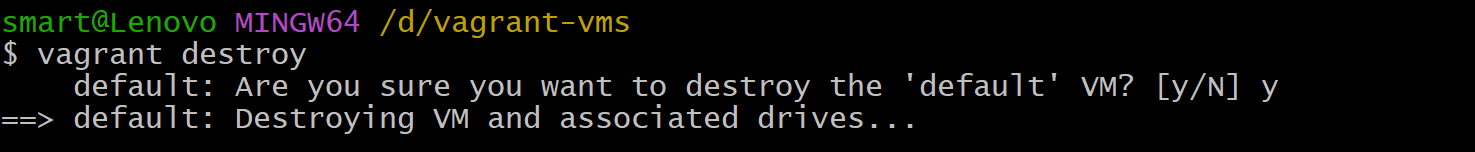 smart@Lenovo MINGW64 /d/vagrant-vms
$ vagrant destroy
    default: Are you sure you want to destroy the 'default' VM? [y/N] y
==> default: Destroying VM and associated drives...